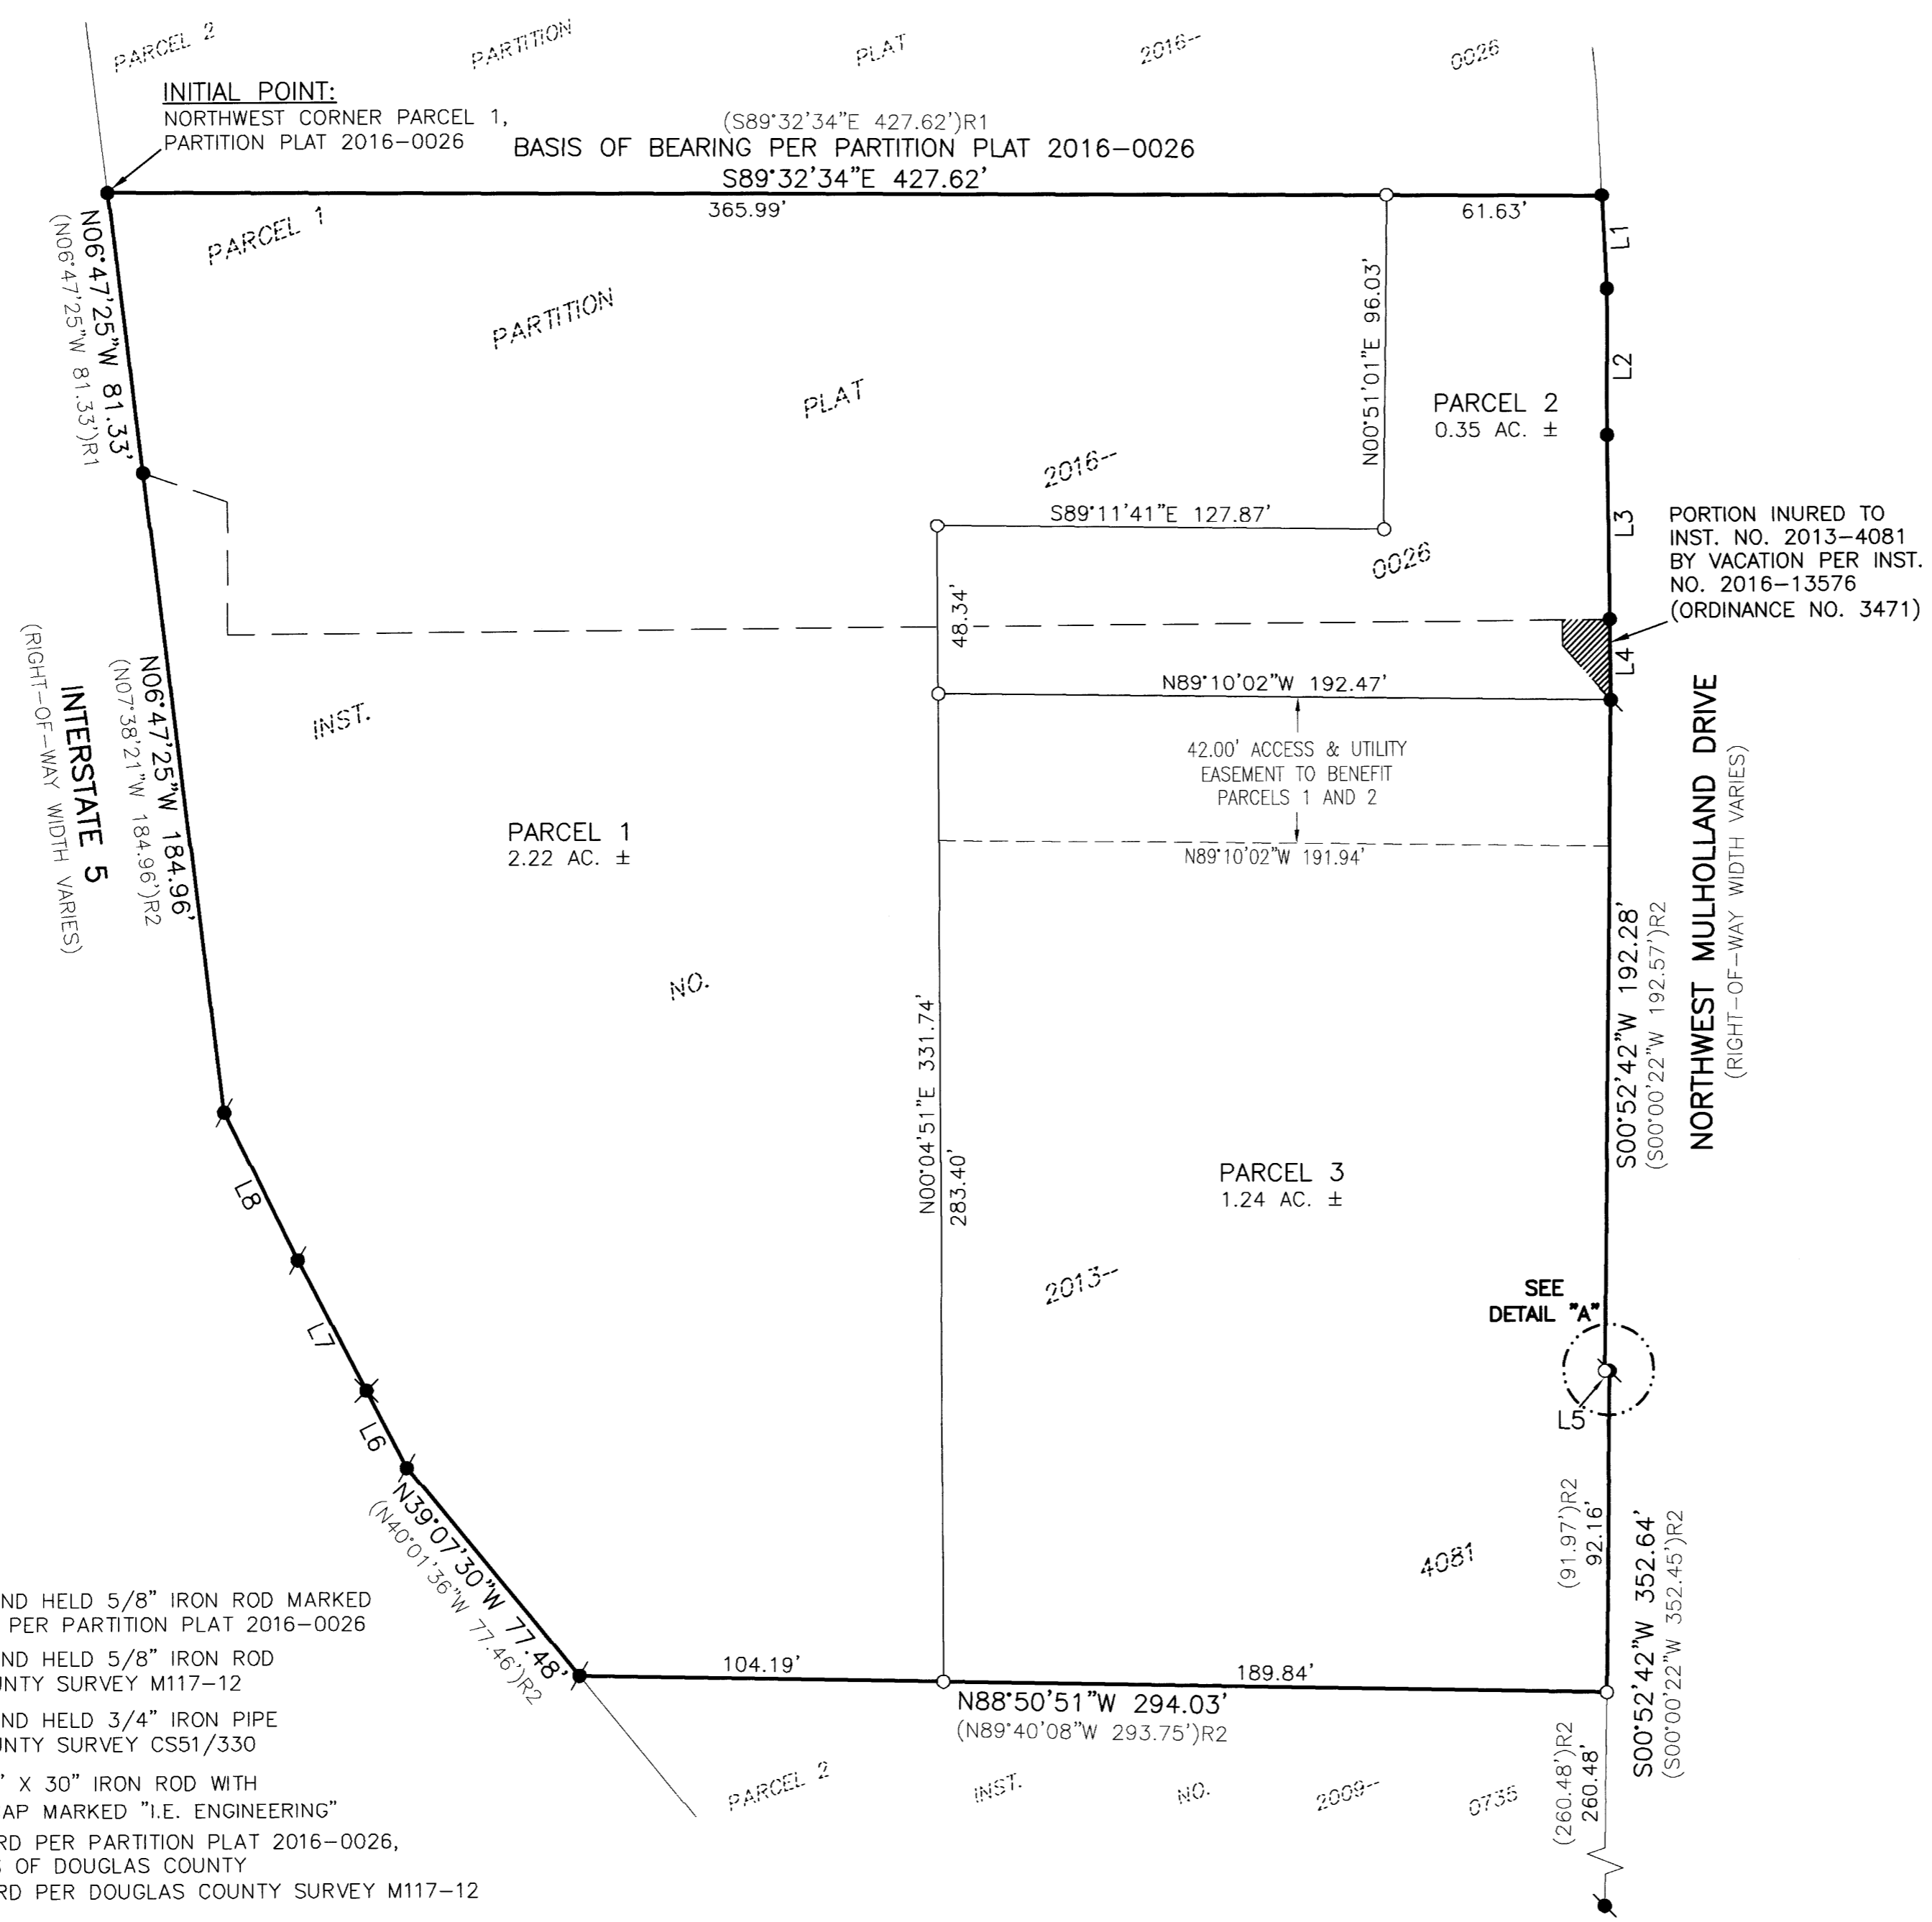 PARCEL 2 PARTITION PLAT 2016-- 0026
INITIAL POINT:
NORTHWEST CORNER PARCEL 1,
PARTITION PLAT 2016-0026
(S89°32'34"E 427.62')R1
BASIS OF BEARING PER PARTITION PLAT 2016-0026
S89°32'34"E 427.62'
365.99'
61.63'
PARCEL 1 PARTITION PLAT 2016-- 0026
N06°47'25"W 81.33'
(N06°47'25"W 81.33')R1
L1
L2
L3
L4
N00°51'01"E 96.03'
PARCEL 2
0.35 AC. ±
S89°11'41"E 127.87'
48.34'
PORTION INURED TO
INST. NO. 2013-4081
BY VACATION PER INST.
NO. 2016-13576
(ORDINANCE NO. 3471)
N89°10'02"W 192.47'
42.00' ACCESS & UTILITY
EASEMENT TO BENEFIT
PARCELS 1 AND 2
N89°10'02"W 191.94'
INTERSTATE 5
(RIGHT-OF-WAY WIDTH VARIES)
N06°47'25"W 184.96'
(N07°38'21"W 184.96')R2
INST. NO. 2013-- 4081
PARCEL 1
2.22 AC. ±
N00°04'51"E 331.74'
283.40'
PARCEL 3
1.24 AC. ±
S00°52'42"W 192.28'
(S00°00'22"W 192.57')R2
NORTHWEST MULHOLLAND DRIVE
(RIGHT-OF-WAY WIDTH VARIES)
SEE
DETAIL "A"
L5
L8
L7
L6
N39°07'30"W 77.48'
(N40°01'36"W 77.46')R2
104.19'
189.84'
N88°50'51"W 294.03'
(N89°40'08"W 293.75')R2
(91.97')R2
92.16'
S00°52'42"W 352.64'
(S00°00'22"W 352.45')R2
(260.48')R2
260.48'
PARCEL 2 INST. NO. 2009-- 0735
ND HELD 5/8" IRON ROD MARKED
PER PARTITION PLAT 2016-0026
ND HELD 5/8" IRON ROD
UNTY SURVEY M117-12
ND HELD 3/4" IRON PIPE
UNTY SURVEY CS51/330
" X 30" IRON ROD WITH
AP MARKED "I.E. ENGINEERING"
RD PER PARTITION PLAT 2016-0026,
S OF DOUGLAS COUNTY
RD PER DOUGLAS COUNTY SURVEY M117-12